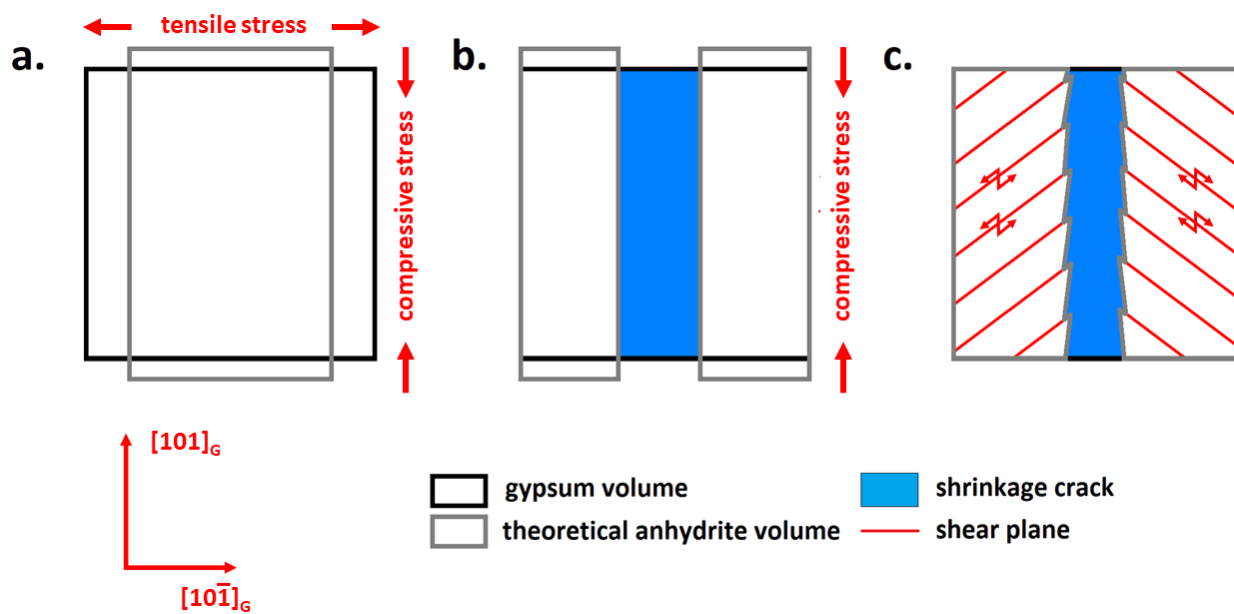 tensile stress
a.
b.
c.
compressive stress
compressive stress
[101]G
[101̅]G
gypsum volume
theoretical anhydrite volume
shrinkage crack
shear plane